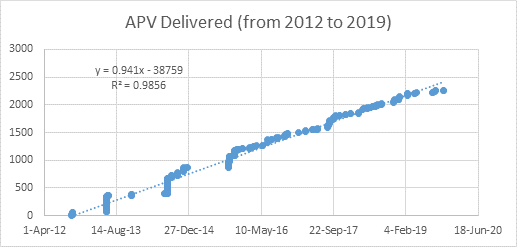 APV Delivered (from 2012 to 2019)
3000
y = 0.941x - 38759
R² = 0.9856
2500
2000
1500
1000
500
0
1-Apr-12 14-Aug-13 27-Dec-14 10-May-16 22-Sep-17 4-Feb-19 18-Jun-20